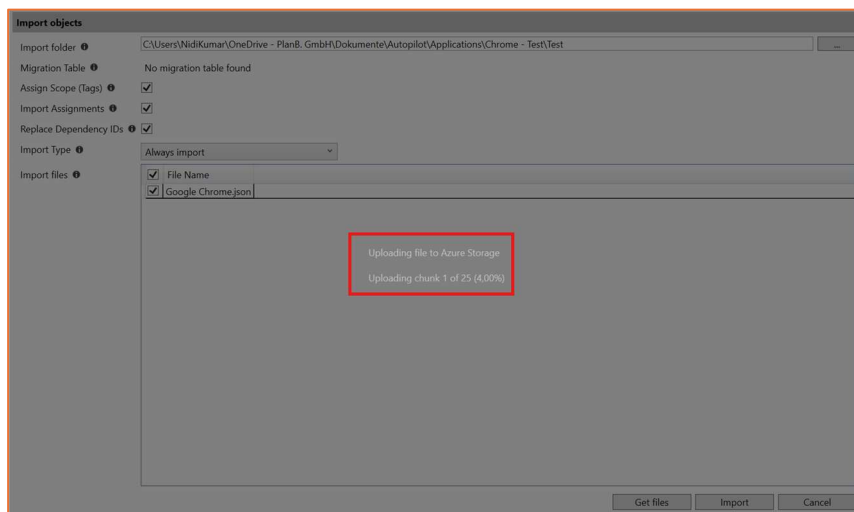 Import objects
Import folder C:\Users\NidiKumar\OneDrive - PlanB. GmbH\Dokumente\Autopilot\Applications\Chrome - Test\Test ...
Migration Table No migration table found
Assign Scope (Tags)
Import Assignments
Replace Dependency IDs
Import Type Always import
Import files File Name
Google Chrome.json
Uploading file to Azure Storage
Uploading chunk 1 of 25 (4,00%)
Get files Import Cancel